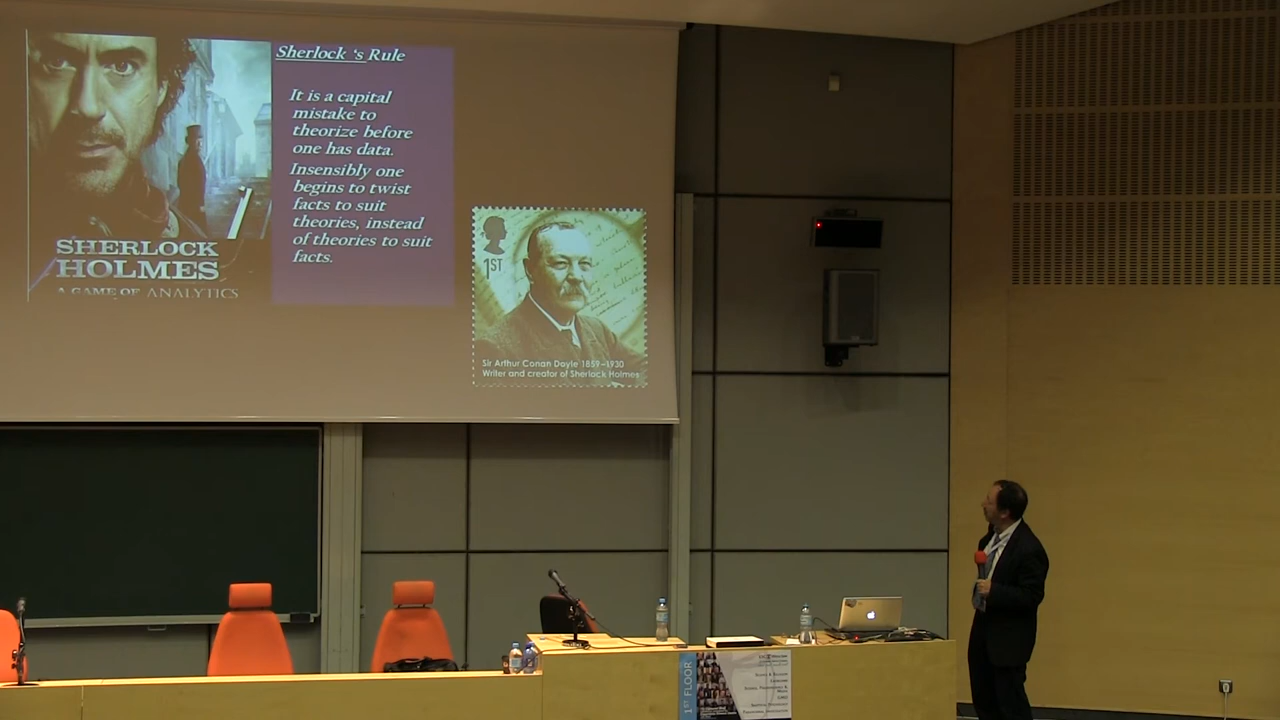 Sherlock ‘s Rule
It is a capital
mistake to
theorize before
one has data.
Insensibly one
begins to twist
facts to suit
theories, instead
of theories to suit
facts.
SHERLOCK
HOLMES
A GAME OF ANALYTICS
1ST
Sir Arthur Conan Doyle 1859–1930
Writer and creator of Sherlock Holmes
1ST FLOOR